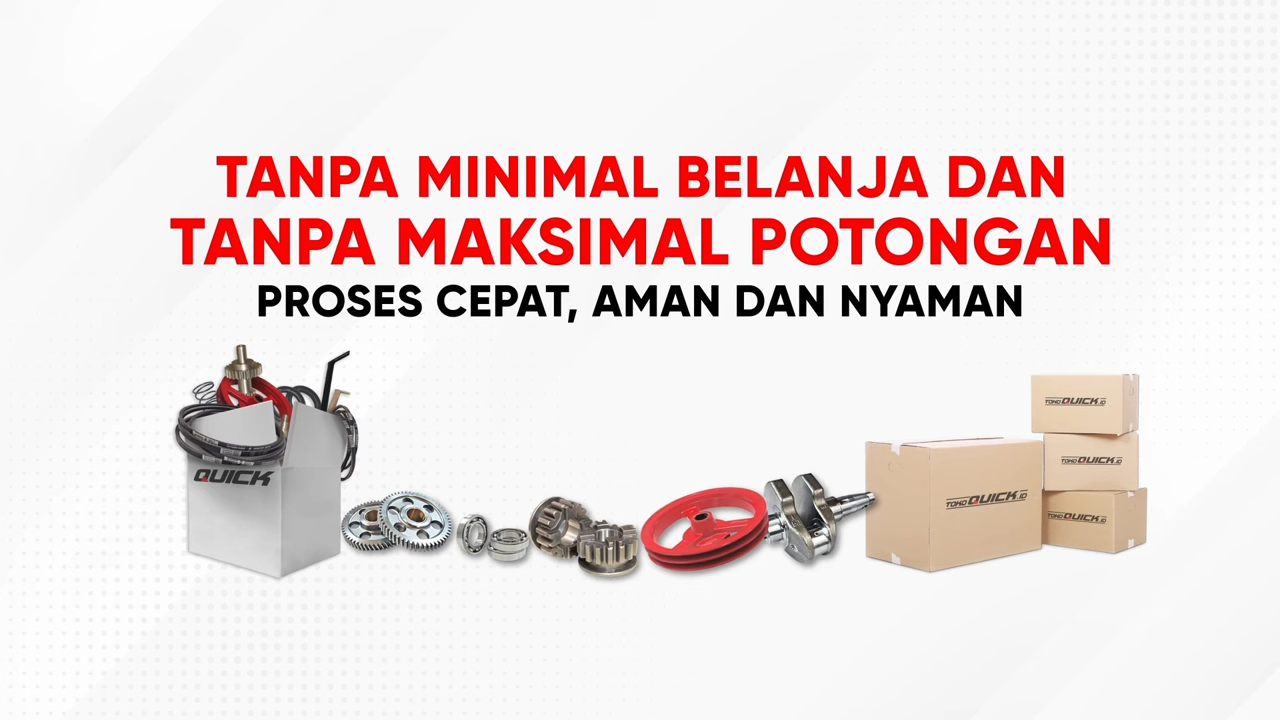 TANPA MINIMAL BELANJA DAN
TANPA MAKSIMAL POTONGAN
PROSES CEPAT, AMAN DAN NYAMAN
QUICK
TOKO QUICK.ID
TOKO QUICK.ID
TOKO QUICK.ID
TOKO QUICK.ID